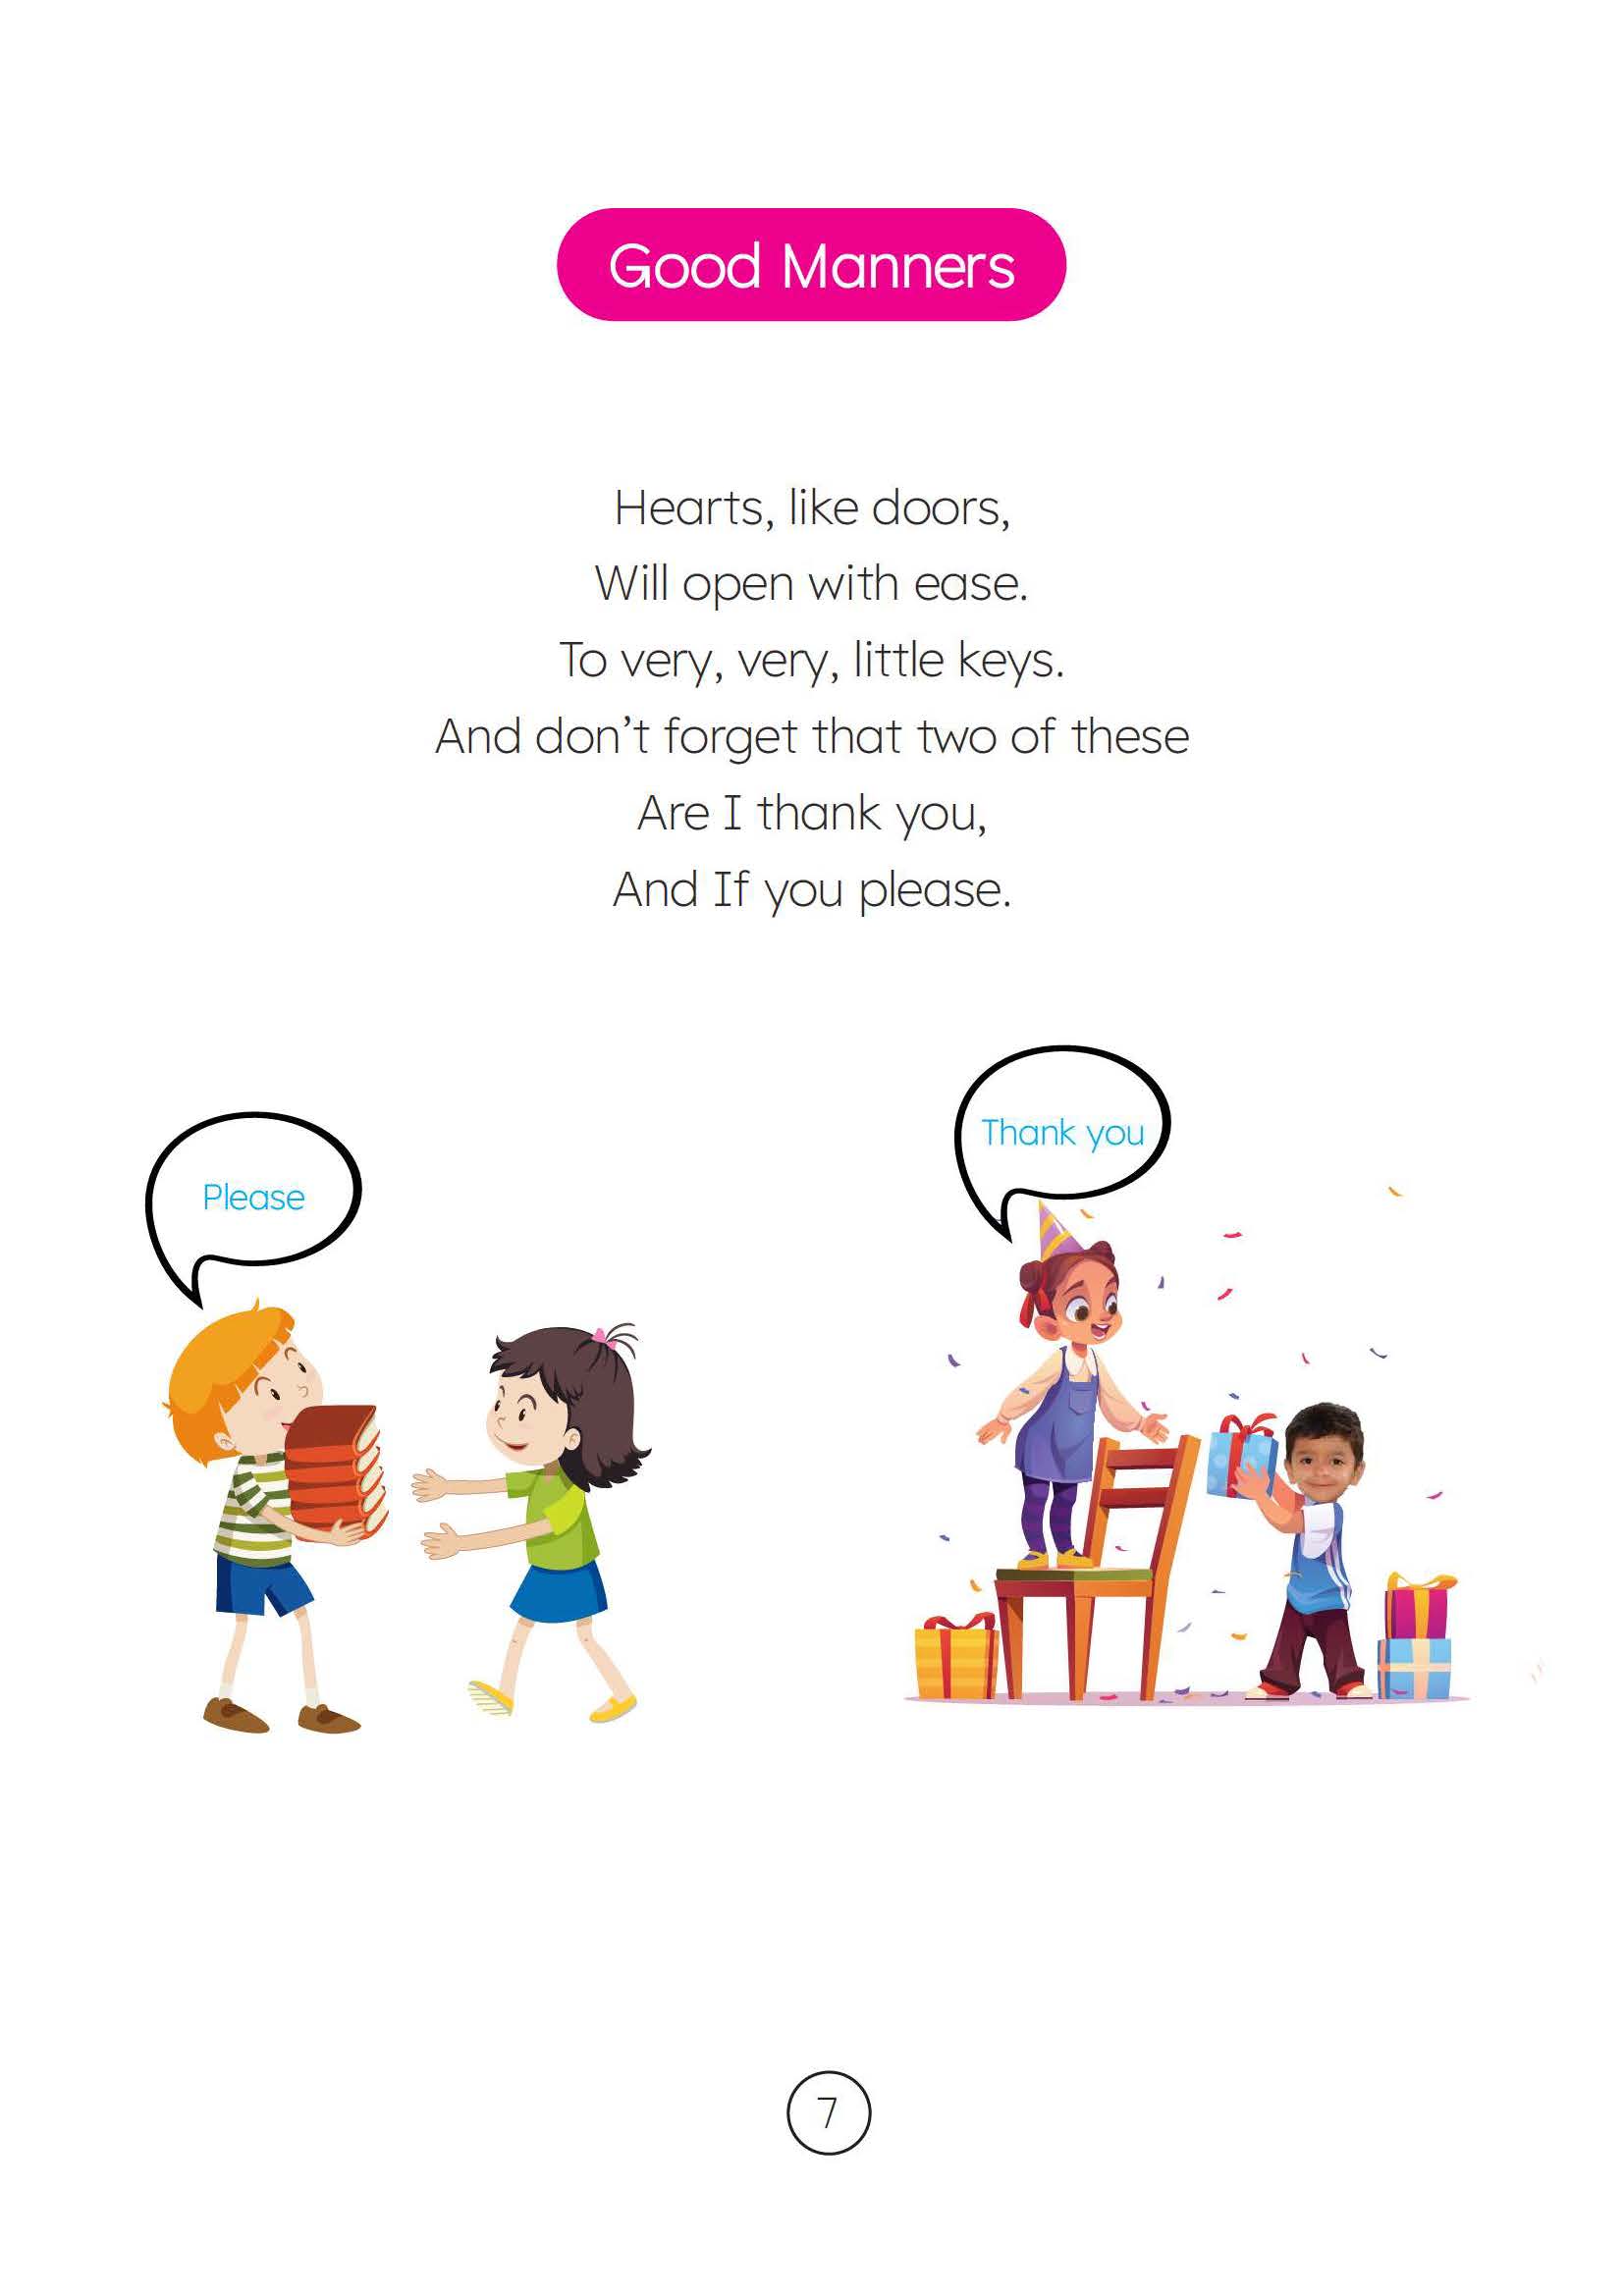 Good Manners
Hearts, like doors,
Will open with ease.
To very, very, little keys.
And don’t forget that two of these
Are I thank you,
And If you please.
Thank you
Please
7